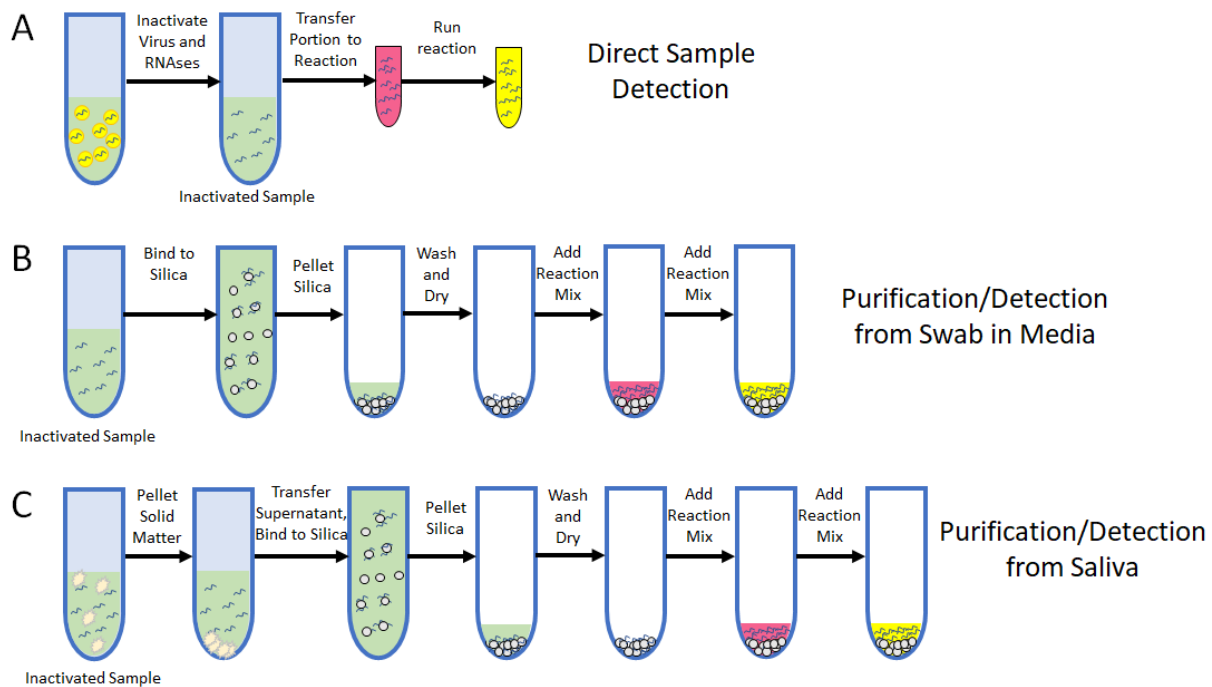 A
Inactivate
Virus and
RNAses
Transfer
Portion to
Reaction
Run
reaction
Direct Sample
Detection
Inactivated Sample
B
Bind to
Silica
Pellet
Silica
Wash
and
Dry
Add
Reaction
Mix
Add
Reaction
Mix
Purification/Detection
from Swab in Media
Inactivated Sample
C
Pellet
Solid
Matter
Transfer
Supernatant,
Bind to Silica
Pellet
Silica
Wash
and
Dry
Add
Reaction
Mix
Add
Reaction
Mix
Purification/Detection
from Saliva
Inactivated Sample